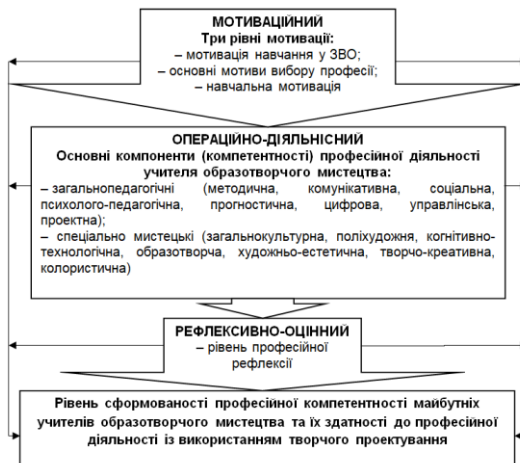 МОТИВАЦІЙНИЙ
Три рівні мотивації:
– мотивація навчання у ЗВО;
– основні мотиви вибору професії;
– навчальна мотивація
ОПЕРАЦІЙНО-ДІЯЛЬНІСНИЙ
Основні компоненти (компетентності) професійної діяльності
учителя образотворчого мистецтва:
– загальнопедагогічні (методична, комунікативна, соціальна,
психолого-педагогічна, прогностична, цифрова, управлінська,
проектна);
– спеціально мистецькі (загальнокультурна, поліхудожня, когнітивно-
технологічна, образотворча, художньо-естетична, творчо-креативна,
колористична)
РЕФЛЕКСИВНО-ОЦІННИЙ
– рівень професійної
рефлексії
Рівень сформованості професійної компетентності майбутніх
учителів образотворчого мистецтва та їх здатності до професійної
діяльності із використанням творчого проектування